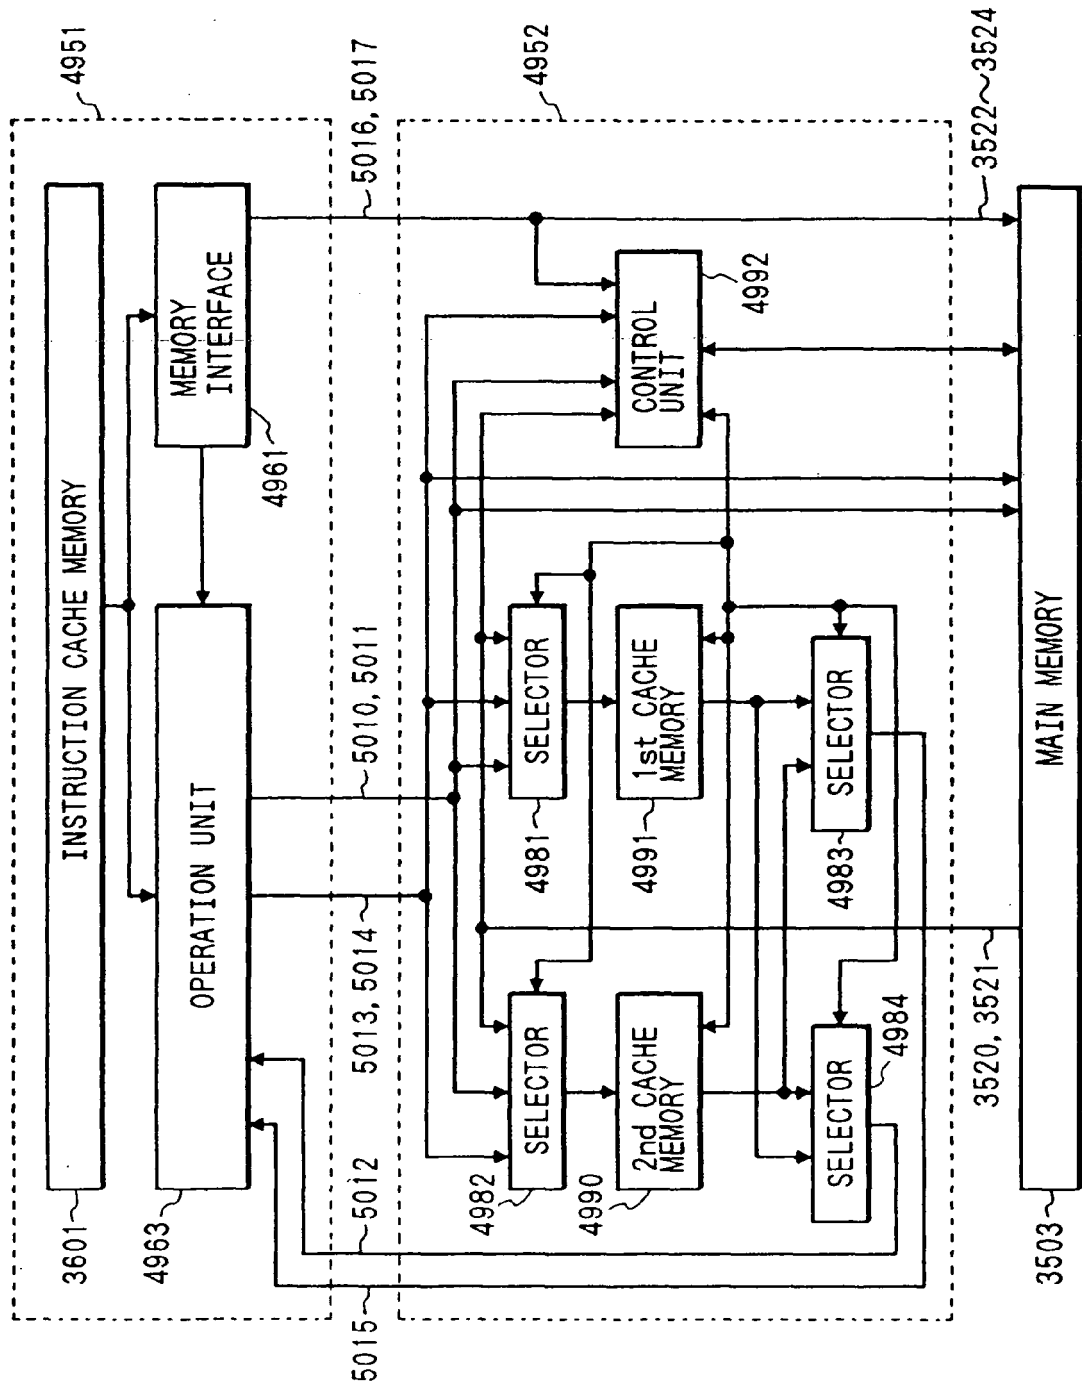 4951
INSTRUCTION CACHE MEMORY
3601
MEMORY
INTERFACE
4961
OPERATION UNIT
4963
5016, 5017
5010, 5011
5013, 5014
5012
5015
4952
CONTROL
UNIT
4992
SELECTOR
4981
SELECTOR
4982
1st CACHE
MEMORY
4991
2nd CACHE
MEMORY
4990
SELECTOR
4983
SELECTOR
4984
3522~3524
3520, 3521
MAIN MEMORY
3503